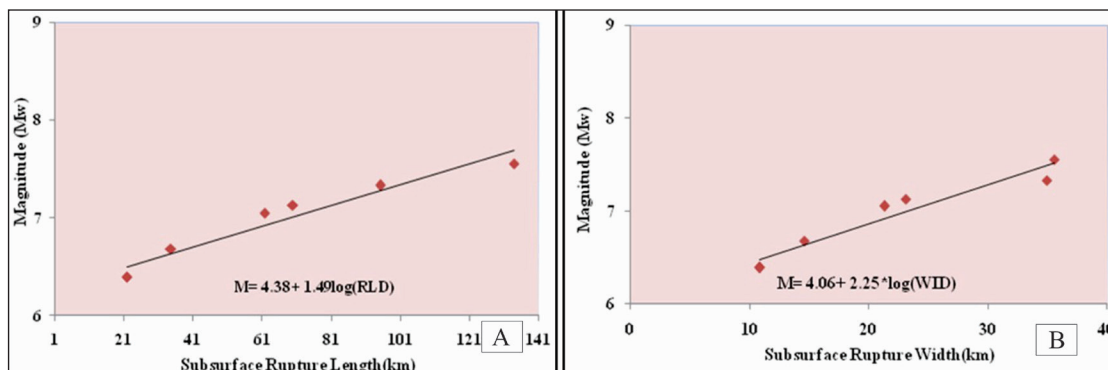 9
8
7
6
Magnitude (Mw)
M= 4.38+ 1.49log(RLD)
A
1 21 41 61 81 101 121 141
Subsurface Rupture Length(km)
9
8
7
6
Magnitude (Mw)
M= 4.06+ 2.25*log(WID)
B
0 10 20 30 40
Subsurface Rupture Width(km)